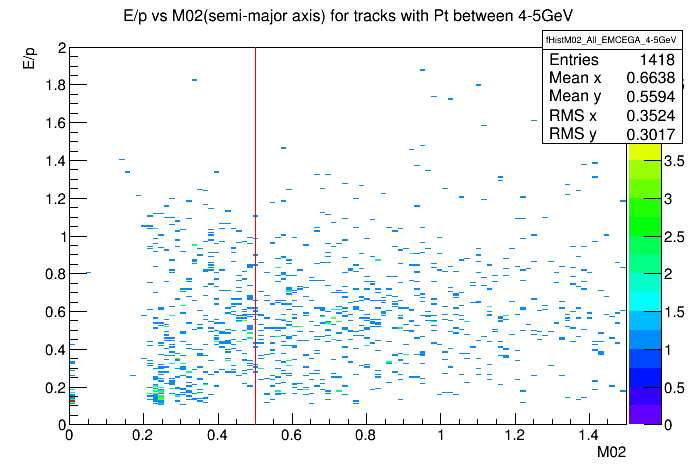 E/p vs M02(semi-major axis) for tracks with Pt between 4-5GeV
fHistM02_All_EMCEGA_4-5GeV
Entries 1418
Mean x 0.6638
Mean y 0.5594
RMS x 0.3524
RMS y 0.3017
E/p
2
1.8
1.6
1.4
1.2
1
0.8
0.6
0.4
0.2
0
0 0.2 0.4 0.6 0.8 1 1.2 1.4
M02
3.5
3
2.5
2
1.5
1
0.5
0